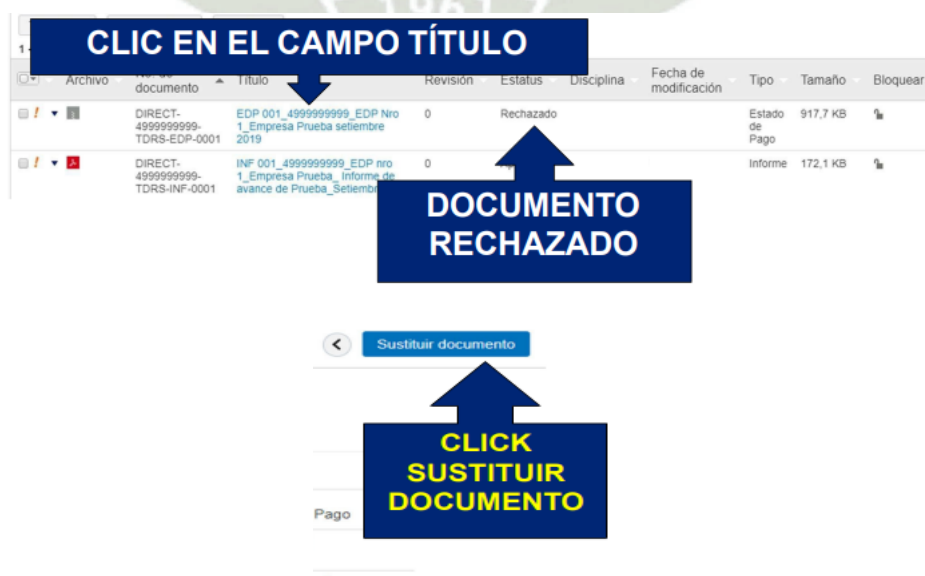 1961
CLIC EN EL CAMPO TÍTULO
Archivo
documento
Título
Revisión
Estatus
Disciplina
Fecha de
modificación
Tipo
Tamaño
Bloquear
DIRECT-
4999999999-
TDRS-EDP-0001
EDP 001_4999999999_EDP Nro
1_Empresa Prueba setiembre
2019
0
Rechazado
Estado
de
Pago
917,7 KB
DIRECT-
4999999999-
TDRS-INF-0001
INF 001_4999999999_EDP nro
1_Empresa Prueba_ Informe de
avance de Prueba_Setiemb
0
Informe
172,1 KB
DOCUMENTO
RECHAZADO
Sustituir documento
CLICK
SUSTITUIR
DOCUMENTO
Pago